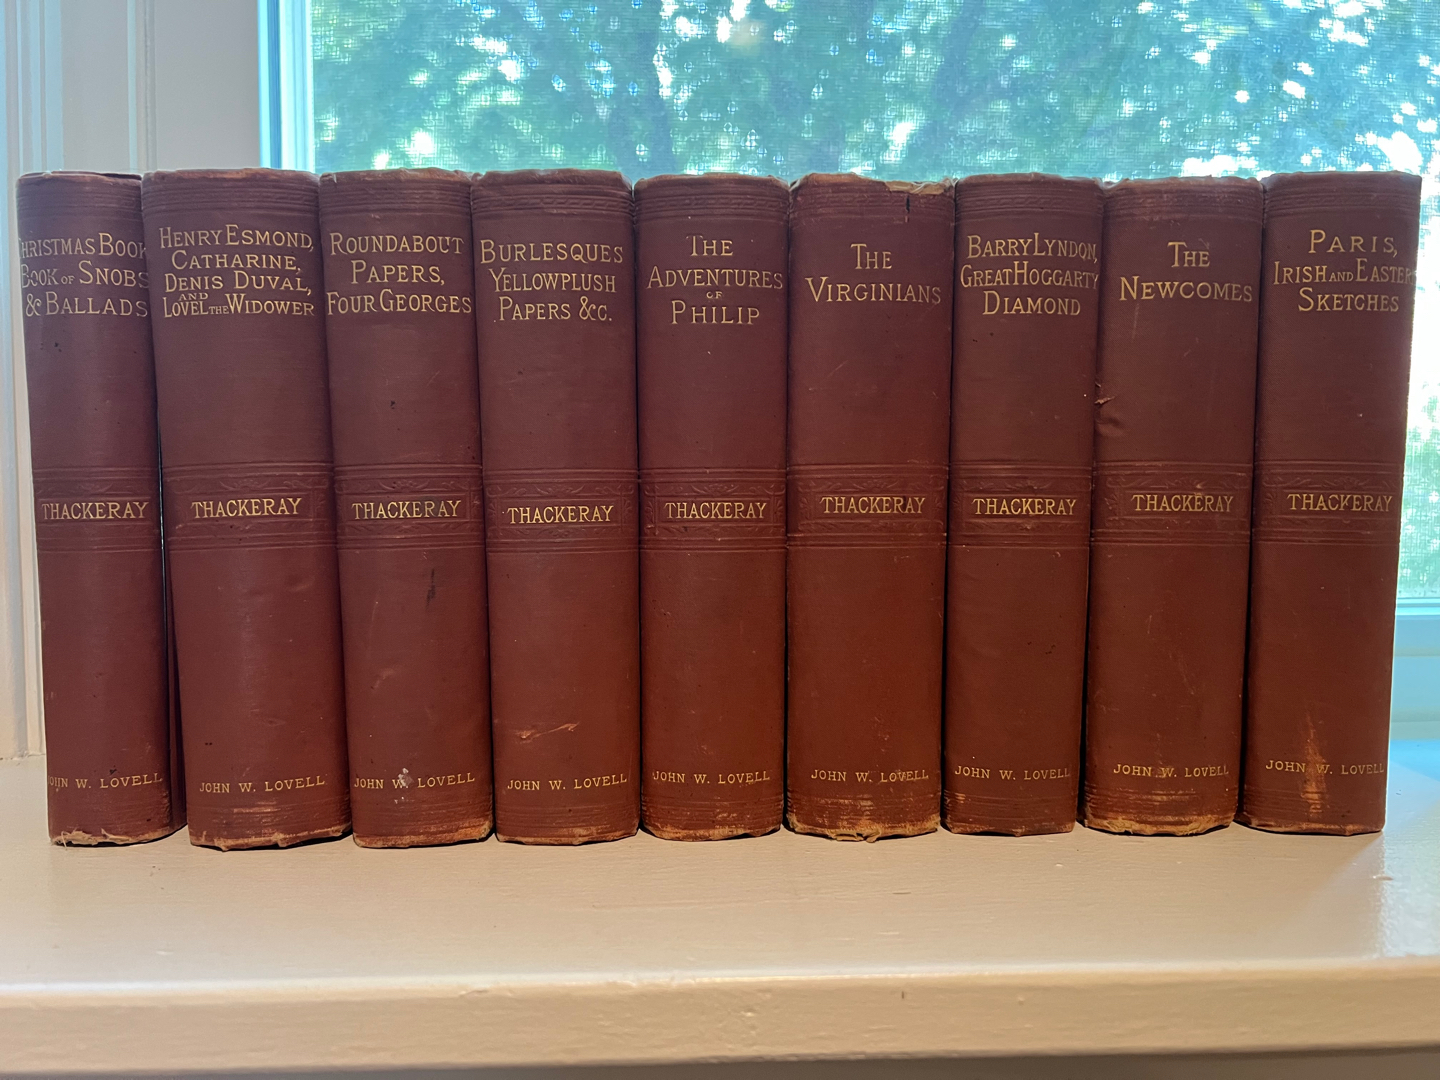 CHRISTMAS BOOK
BOOK OF SNOBS
& BALLADS
THACKERAY
JOHN W. LOVELL
HENRY ESMOND,
CATHARINE,
DENIS DUVAL,
AND
LOVEL THE WIDOWER
THACKERAY
JOHN W. LOVELL
ROUNDABOUT
PAPERS,
FOUR GEORGES
THACKERAY
JOHN W. LOVELL
BURLESQUES
YELLOWPLUSH
PAPERS &C.
THACKERAY
JOHN W. LOVELL
THE
ADVENTURES
OF
PHILIP
THACKERAY
JOHN W. LOVELL
THE
VIRGINIANS
THACKERAY
JOHN W. LOVELL
BARRY LYNDON,
GREAT HOGGARTY
DIAMOND
THACKERAY
JOHN W. LOVELL
THE
NEWCOMES
THACKERAY
JOHN W. LOVELL
PARIS,
IRISH AND EASTER
SKETCHES
THACKERAY
JOHN W. LOVELL